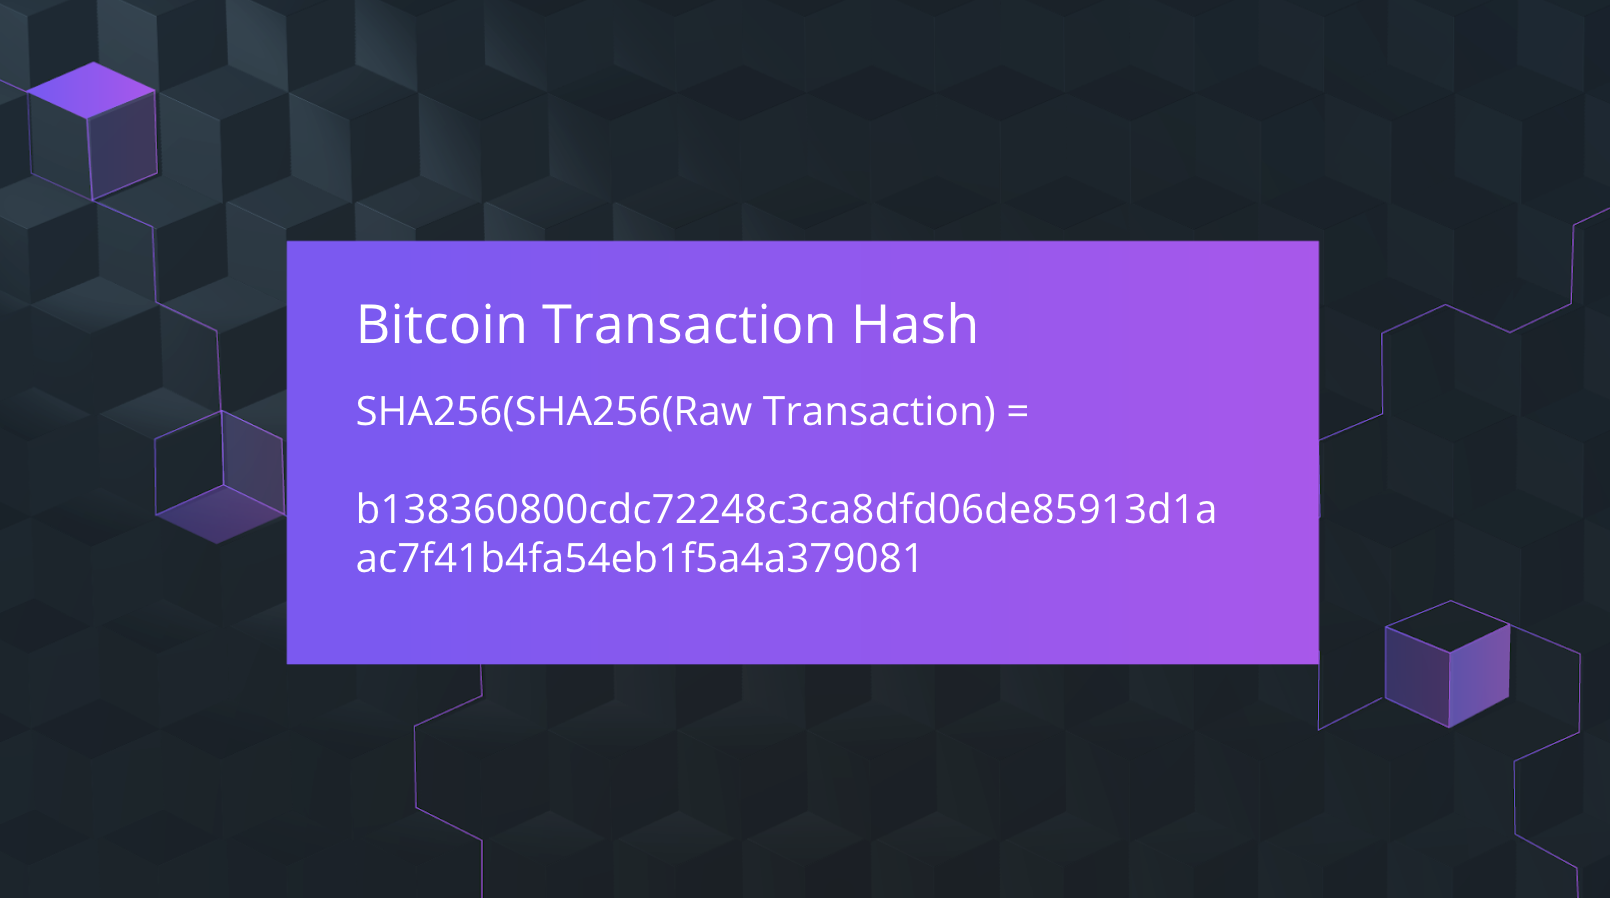 Bitcoin Transaction Hash
SHA256(SHA256(Raw Transaction) =
b138360800cdc72248c3ca8dfd06de85913d1a
ac7f41b4fa54eb1f5a4a379081